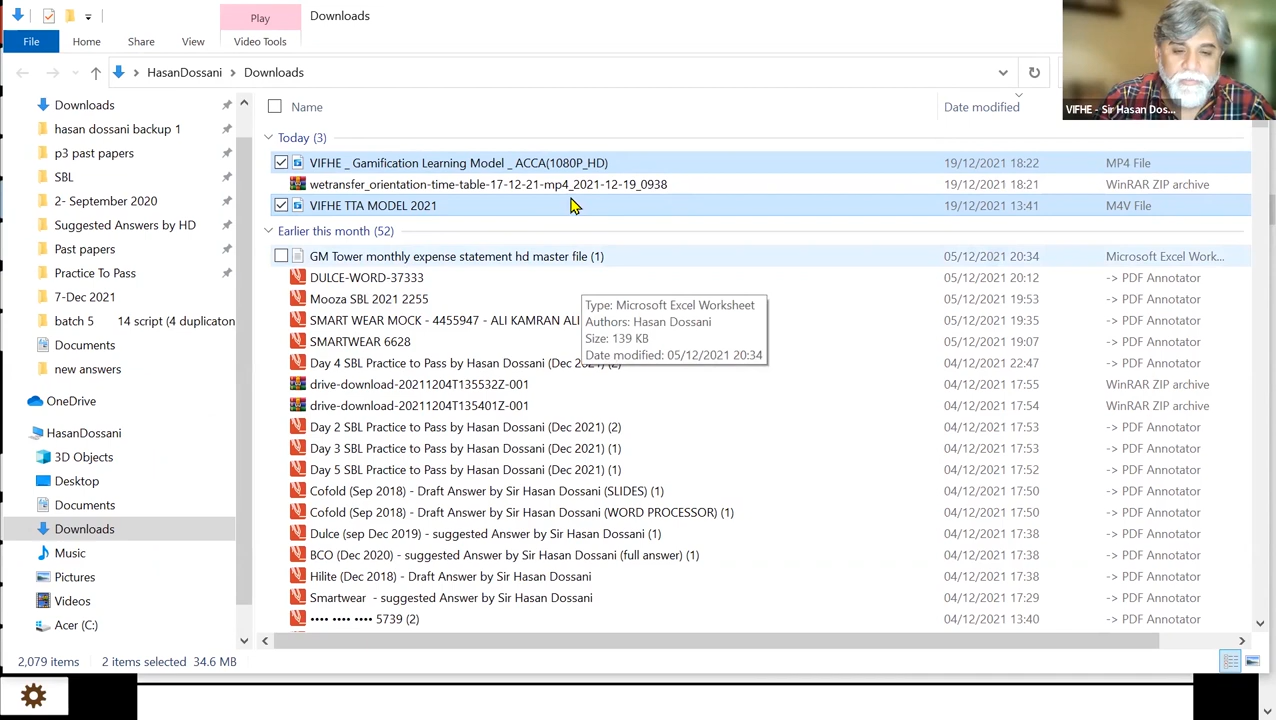 Play
Downloads
File
Home
Share
View
Video Tools
HasanDossani
Downloads
VIFHE - Sir Hasan Dos...
Downloads
hasan dossani backup 1
p3 past papers
SBL
2- September 2020
Suggested Answers by HD
Past papers
Practice To Pass
7-Dec 2021
batch 5 14 script (4 duplicaton
Documents
new answers
OneDrive
HasanDossani
3D Objects
Desktop
Documents
Downloads
Music
Pictures
Videos
Acer (C:)
Name Date modified
Today (3)
VIFHE _ Gamification Learning Model _ ACCA(1080P_HD) 19/12/2021 18:22 MP4 File
wetransfer_orientation-time-table-17-12-21-mp4_2021-12-19_0938 19/12/2021 18:21 WinRAR ZIP archive
VIFHE TTA MODEL 2021 19/12/2021 13:41 M4V File
Earlier this month (52)
GM Tower monthly expense statement hd master file (1) 05/12/2021 20:34 Microsoft Excel Work...
DULCE-WORD-37333 05/12/2021 20:12 -> PDF Annotator
Mooza SBL 2021 2255 05/12/2021 19:53 -> PDF Annotator
SMART WEAR MOCK - 4455947 - ALI KAMRAN ALI 05/12/2021 19:35 -> PDF Annotator
SMARTWEAR 6628 05/12/2021 19:07 -> PDF Annotator
Day 4 SBL Practice to Pass by Hasan Dossani (Dec 2021) (2) 04/12/2021 22:47 -> PDF Annotator
drive-download-20211204T135532Z-001 04/12/2021 17:55 WinRAR ZIP archive
drive-download-20211204T135401Z-001 04/12/2021 17:54 WinRAR ZIP archive
Day 2 SBL Practice to Pass by Hasan Dossani (Dec 2021) (2) 04/12/2021 17:53 -> PDF Annotator
Day 3 SBL Practice to Pass by Hasan Dossani (Dec 2021) (1) 04/12/2021 17:53 -> PDF Annotator
Day 5 SBL Practice to Pass by Hasan Dossani (Dec 2021) (1) 04/12/2021 17:52 -> PDF Annotator
Cofold (Sep 2018) - Draft Answer by Sir Hasan Dossani (SLIDES) (1) 04/12/2021 17:50 -> PDF Annotator
Cofold (Sep 2018) - Draft Answer by Sir Hasan Dossani (WORD PROCESSOR) (1) 04/12/2021 17:50 -> PDF Annotator
Dulce (sep Dec 2019) - suggested Answer by Sir Hasan Dossani (1) 04/12/2021 17:38 -> PDF Annotator
BCO (Dec 2020) - suggested Answer by Sir Hasan Dossani (full answer) (1) 04/12/2021 17:38 -> PDF Annotator
Hilite (Dec 2018) - Draft Answer by Sir Hasan Dossani 04/12/2021 17:38 -> PDF Annotator
Smartwear - suggested Answer by Sir Hasan Dossani 04/12/2021 17:29 -> PDF Annotator
•••• •••• •••• 5739 (2) 04/12/2021 13:40 -> PDF Annotator
Type: Microsoft Excel Worksheet
Authors: Hasan Dossani
Size: 139 KB
Date modified: 05/12/2021 20:34
2,079 items 2 items selected 34.6 MB